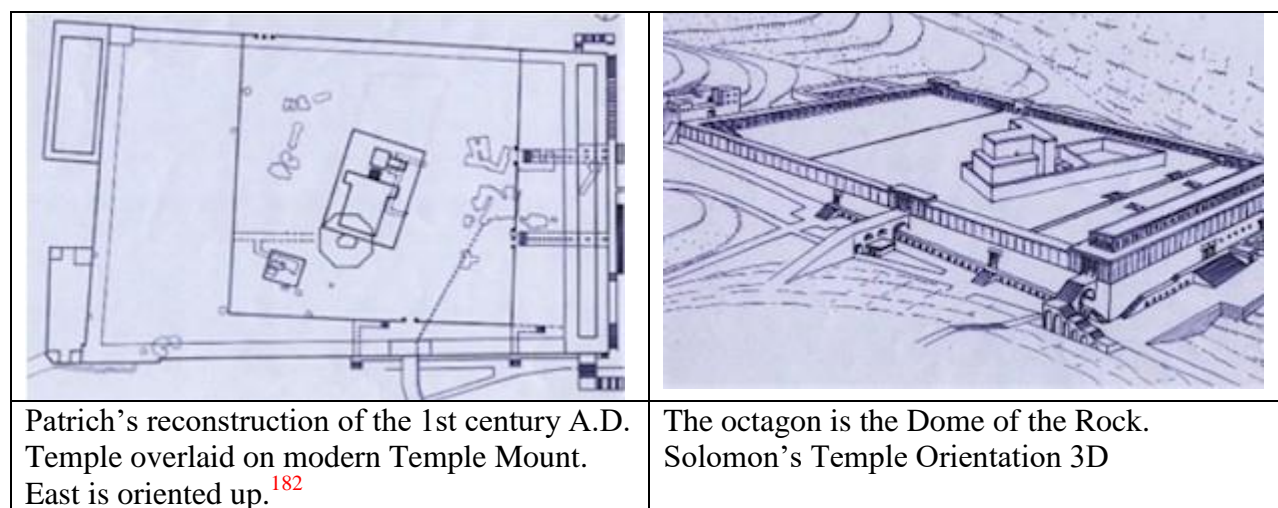 Patrich’s reconstruction of the 1st century A.D.
Temple overlaid on modern Temple Mount.
East is oriented up.182
The octagon is the Dome of the Rock.
Solomon’s Temple Orientation 3D